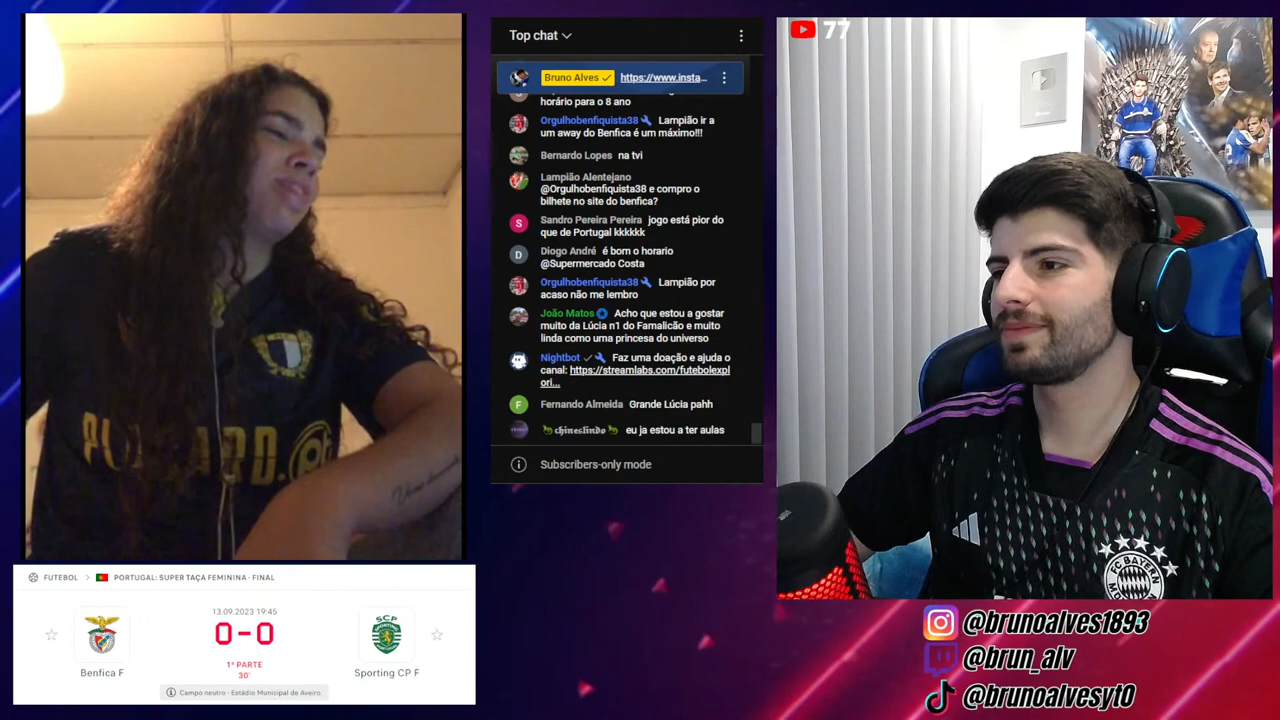 PLACARD.
FUTEBOL > PORTUGAL: SUPER TAÇA FEMININA - FINAL
13.09.2023 19:45
0-0
1ª PARTE
30'
Benfica F
Sporting CP F
Campo neutro - Estádio Municipal de Aveiro.
Top chat
Bruno Alves https://www.insta...
horário para o 8 ano
Orgulhobenfiquista38 Lampião ir a
um away do Benfica é um máximo!!!
Bernardo Lopes na tvi
Lampião Alentejano
@Orgulhobenfiquista38 e compro o
bilhete no site do benfica?
Sandro Pereira Pereira jogo está pior do
que de Portugal kkkkkk
Diogo André é bom o horario
@Supermercado Costa
Orgulhobenfiquista38 Lampião por
acaso não me lembro
João Matos Acho que estou a gostar
muito da Lúcia n1 do Famalicão e muito
linda como uma princesa do universo
Nightbot Faz uma doação e ajuda o
canal: https://streamlabs.com/futebolexpl
ori...
Fernando Almeida Grande Lúcia pahh
chineslindo eu ja estou a ter aulas
Subscribers-only mode
77
FC BAYERN
@brunoalves1893
@brun_alv
@brunoalvesyt0